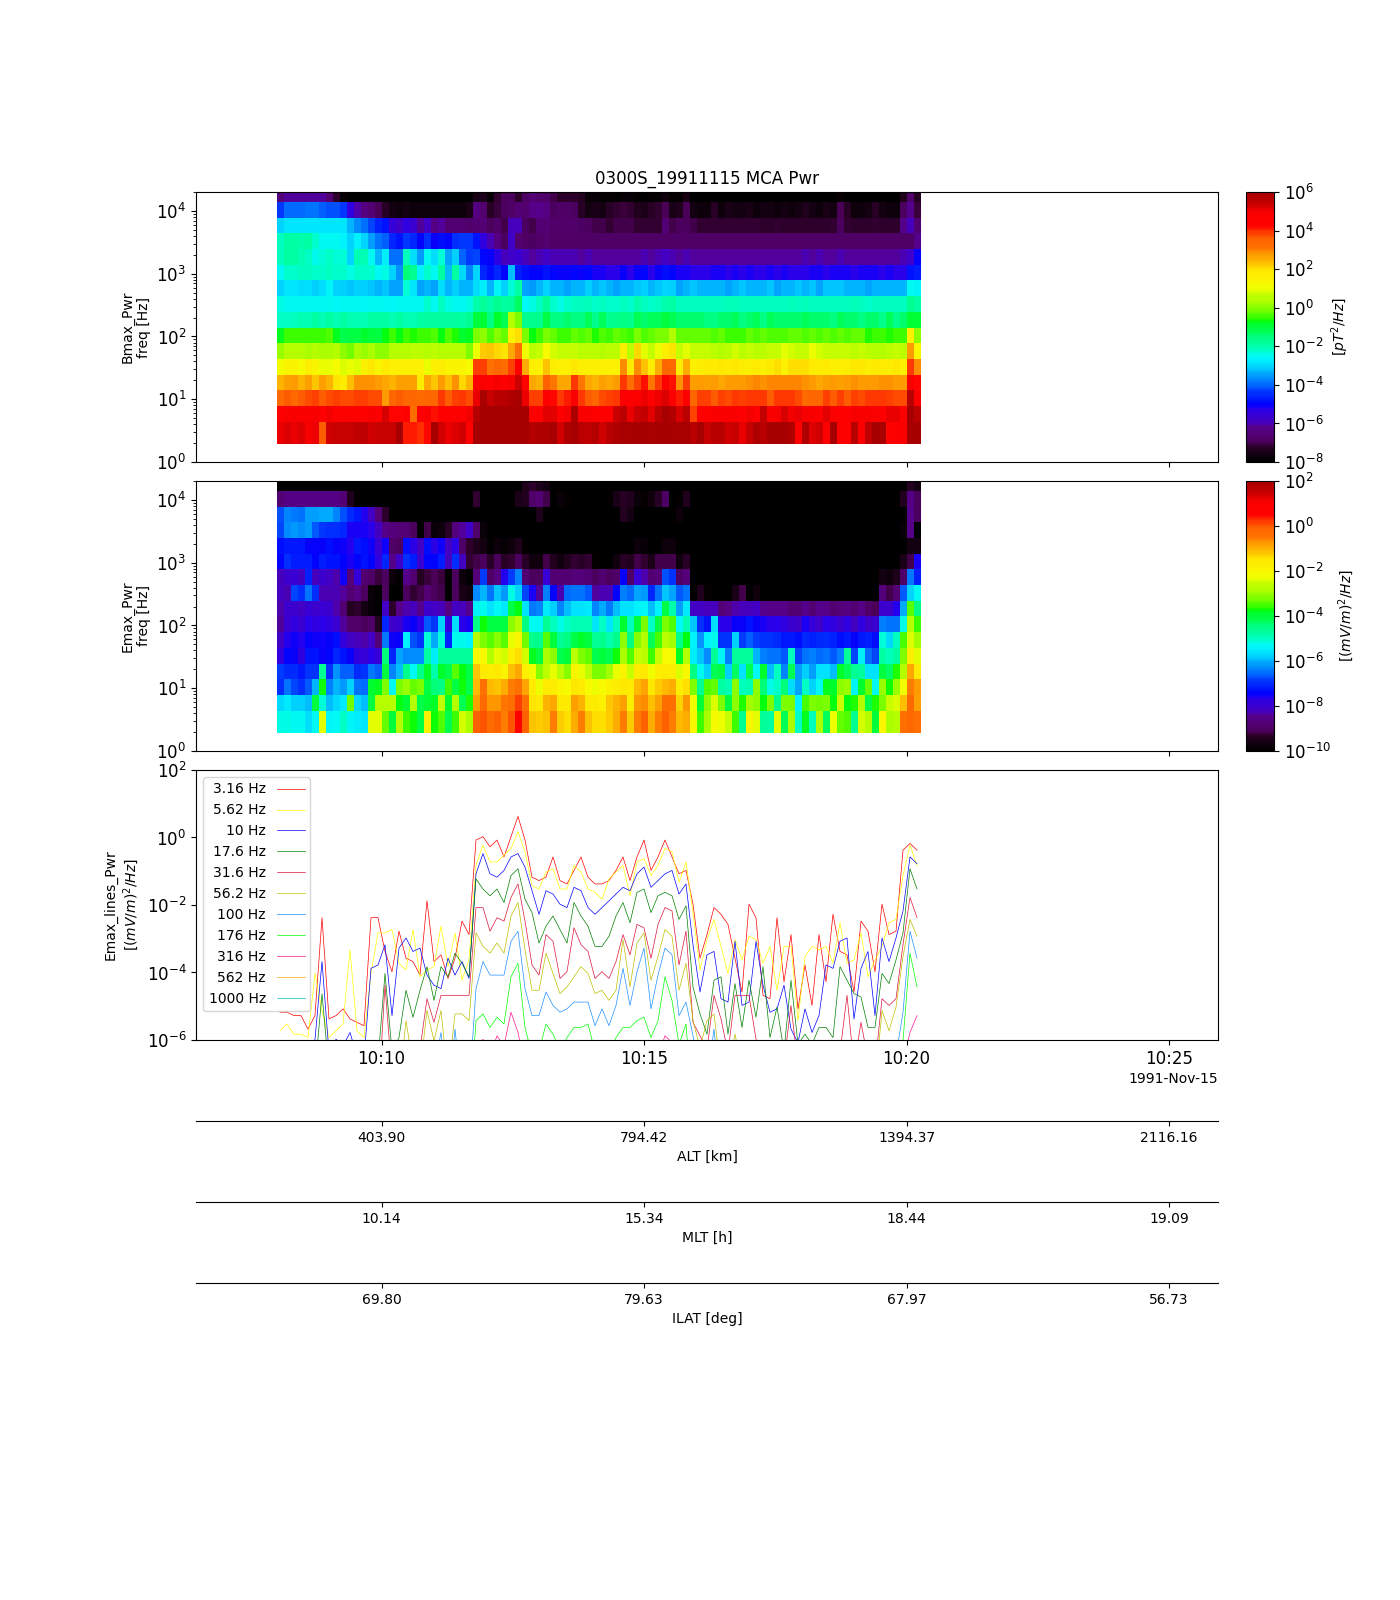 0300S_19911115 MCA Pwr
10^4
10^3
10^2
10^1
10^0
Bmax_Pwr
freq [Hz]
10^6
10^4
10^2
10^0
10^-2
10^-4
10^-6
10^-8
[pT^2/Hz]
10^4
10^3
10^2
10^1
10^0
Emax_Pwr
freq [Hz]
10^2
10^0
10^-2
10^-4
10^-6
10^-8
10^-10
[(mV/m)^2/Hz]
10^2
10^0
10^-2
10^-4
10^-6
Emax_lines_Pwr
[(mV/m)^2/Hz]
3.16 Hz
5.62 Hz
10 Hz
17.6 Hz
31.6 Hz
56.2 Hz
100 Hz
176 Hz
316 Hz
562 Hz
1000 Hz
10:10 10:15 10:20 10:25
1991-Nov-15
403.90 794.42 1394.37 2116.16
ALT [km]
10.14 15.34 18.44 19.09
MLT [h]
69.80 79.63 67.97 56.73
ILAT [deg]